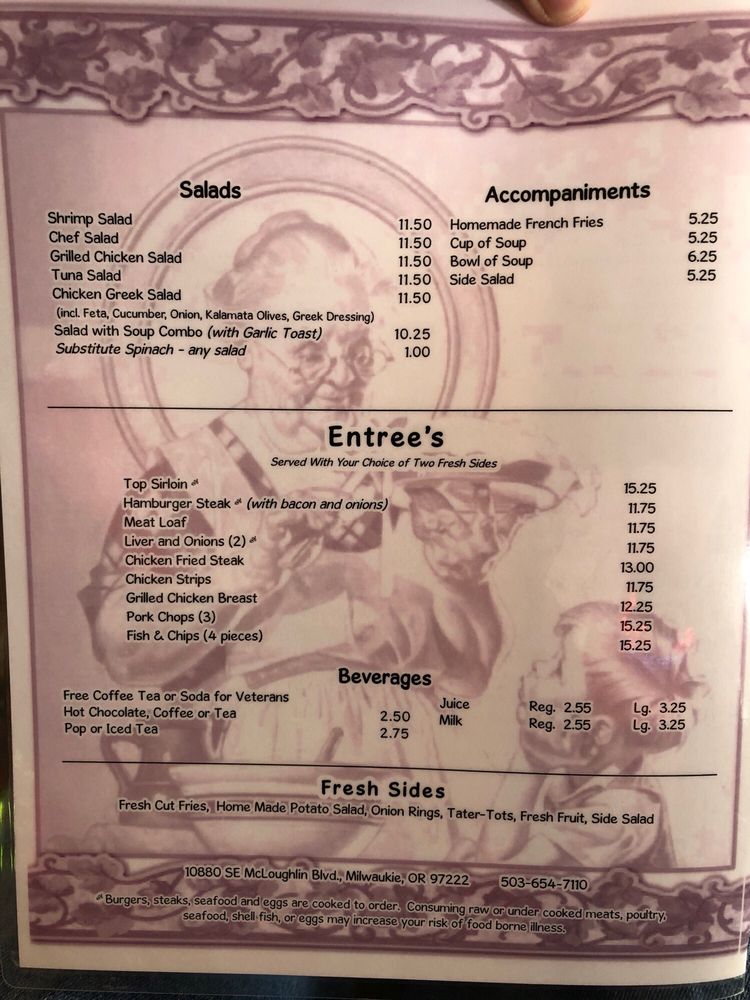 Salads
Shrimp Salad 11.50
Chef Salad 11.50
Grilled Chicken Salad 11.50
Tuna Salad 11.50
Chicken Greek Salad 11.50
(incl. Feta, Cucumber, Onion, Kalamata Olives, Greek Dressing)
Salad with Soup Combo (with Garlic Toast) 10.25
Substitute Spinach - any salad 1.00
Accompaniments
Homemade French Fries 5.25
Cup of Soup 5.25
Bowl of Soup 6.25
Side Salad 5.25
Entree's
Served With Your Choice of Two Fresh Sides
Top Sirloin 15.25
Hamburger Steak (with bacon and onions) 11.75
Meat Loaf 11.75
Liver and Onions (2) 11.75
Chicken Fried Steak 13.00
Chicken Strips 11.75
Grilled Chicken Breast 12.25
Pork Chops (3) 15.25
Fish & Chips (4 pieces) 15.25
Beverages
Free Coffee Tea or Soda for Veterans
Hot Chocolate, Coffee or Tea 2.50
Pop or Iced Tea 2.75
Juice Reg. 2.55 Lg. 3.25
Milk Reg. 2.55 Lg. 3.25
Fresh Sides
Fresh Cut Fries, Home Made Potato Salad, Onion Rings, Tater-Tots, Fresh Fruit, Side Salad
10880 SE McLoughlin Blvd., Milwaukie, OR 97222 503-654-7110
Burgers, steaks, seafood and eggs are cooked to order. Consuming raw or under cooked meats, poultry,
seafood, shell fish, or eggs may increase your risk of food borne illness.